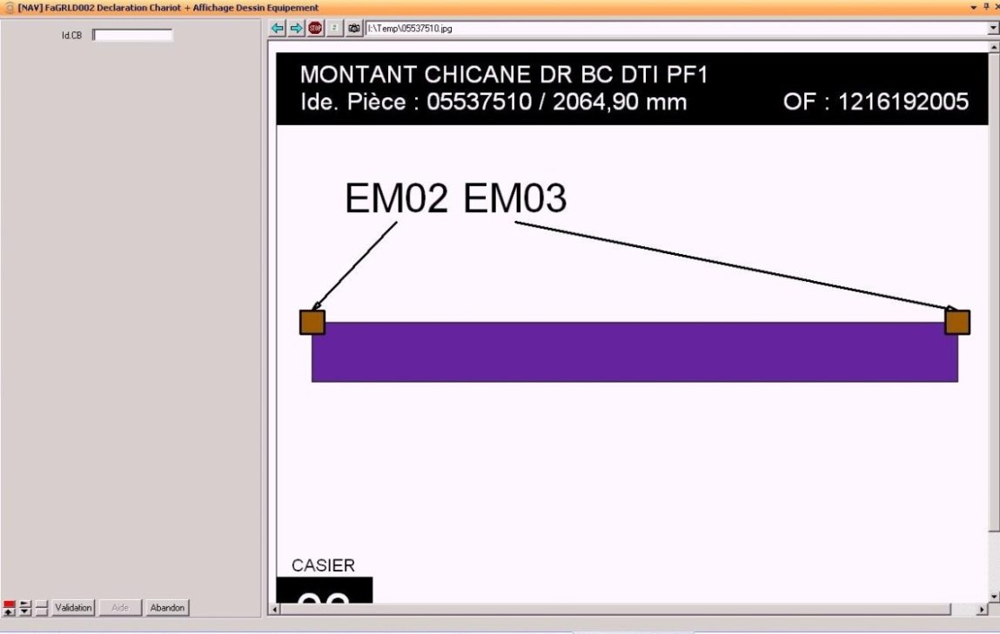 [NAV] FaGRLD002 Declaration Chariot + Affichage Dessin Equipement
Id.CB
STOP
I:\Temp\05537510.jpg
MONTANT CHICANE DR BC DTI PF1
Ide. Pièce : 05537510 / 2064,90 mm
OF : 1216192005
EM02 EM03
CASIER
Validation
Aide
Abandon